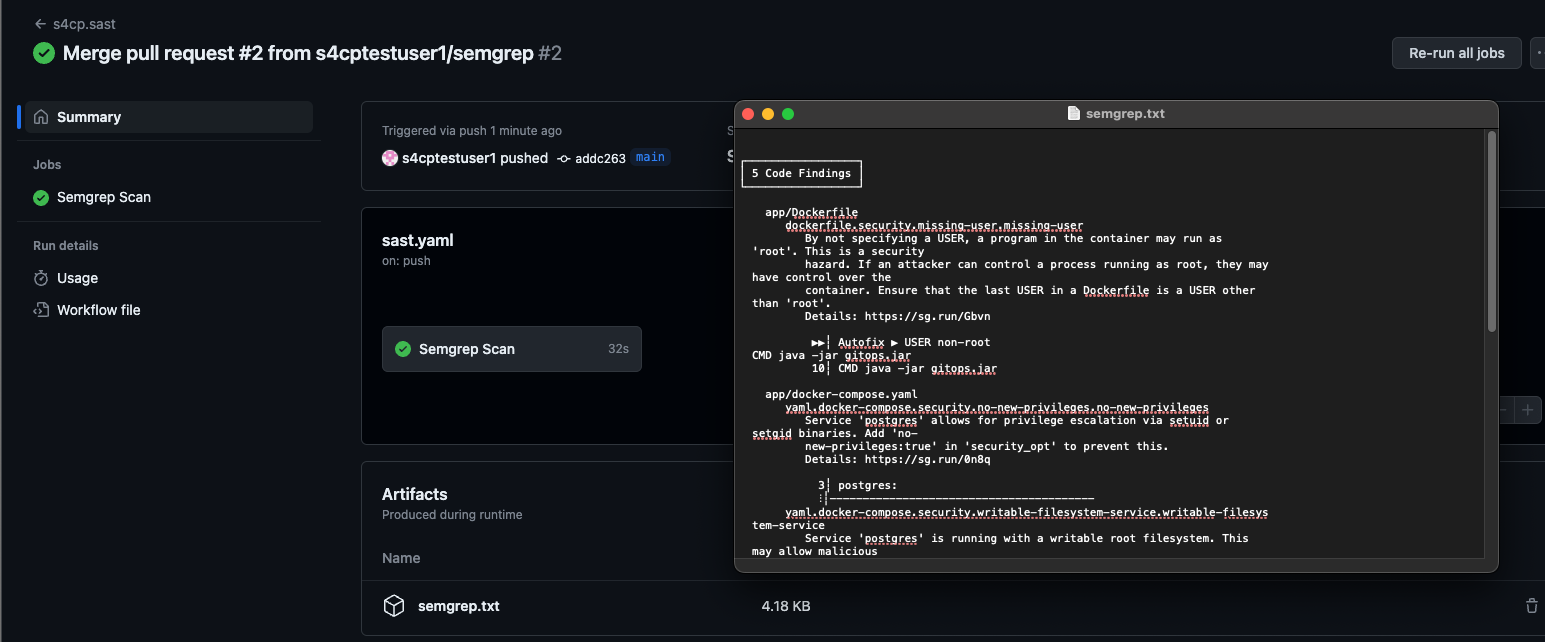 s4cp.sast
Merge pull request #2 from s4cptestuser1/semgrep #2
Re-run all jobs
Summary
Jobs
Semgrep Scan
Run details
Usage
Workflow file
Triggered via push 1 minute ago
s4cptestuser1 pushed addc263 main
sast.yaml
on: push
Semgrep Scan 32s
Artifacts
Produced during runtime
Name
semgrep.txt 4.18 KB
semgrep.txt
5 Code Findings
app/Dockerfile
dockerfile.security.missing-user.missing-user
By not specifying a USER, a program in the container may run as
'root'. This is a security
hazard. If an attacker can control a process running as root, they may
have control over the
container. Ensure that the last USER in a Dockerfile is a USER other
than 'root'.
Details: https://sg.run/Gbvn
▶▶┆ Autofix ▶ USER non-root
CMD java -jar gitops.jar
10┆ CMD java -jar gitops.jar
app/docker-compose.yaml
yaml.docker-compose.security.no-new-privileges.no-new-privileges
Service 'postgres' allows for privilege escalation via setuid or
setgid binaries. Add 'no-
new-privileges:true' in 'security_opt' to prevent this.
Details: https://sg.run/0n8q
3┆ postgres:
⋮┆----------------------------------------
yaml.docker-compose.security.writable-filesystem-service.writable-filesys
tem-service
Service 'postgres' is running with a writable root filesystem. This
may allow malicious